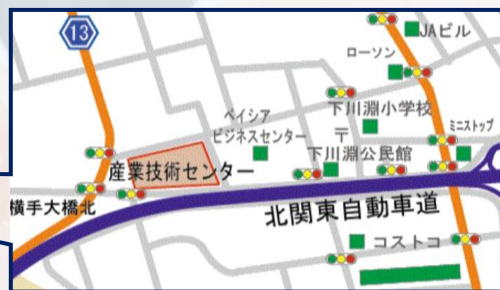 13
JAビル
ローソン
下川淵小学校
ベイシア
ビジネスセンター
ミニストップ
〒
下川淵公民館
産業技術センター
横手大橋北
北関東自動車道
コストコ